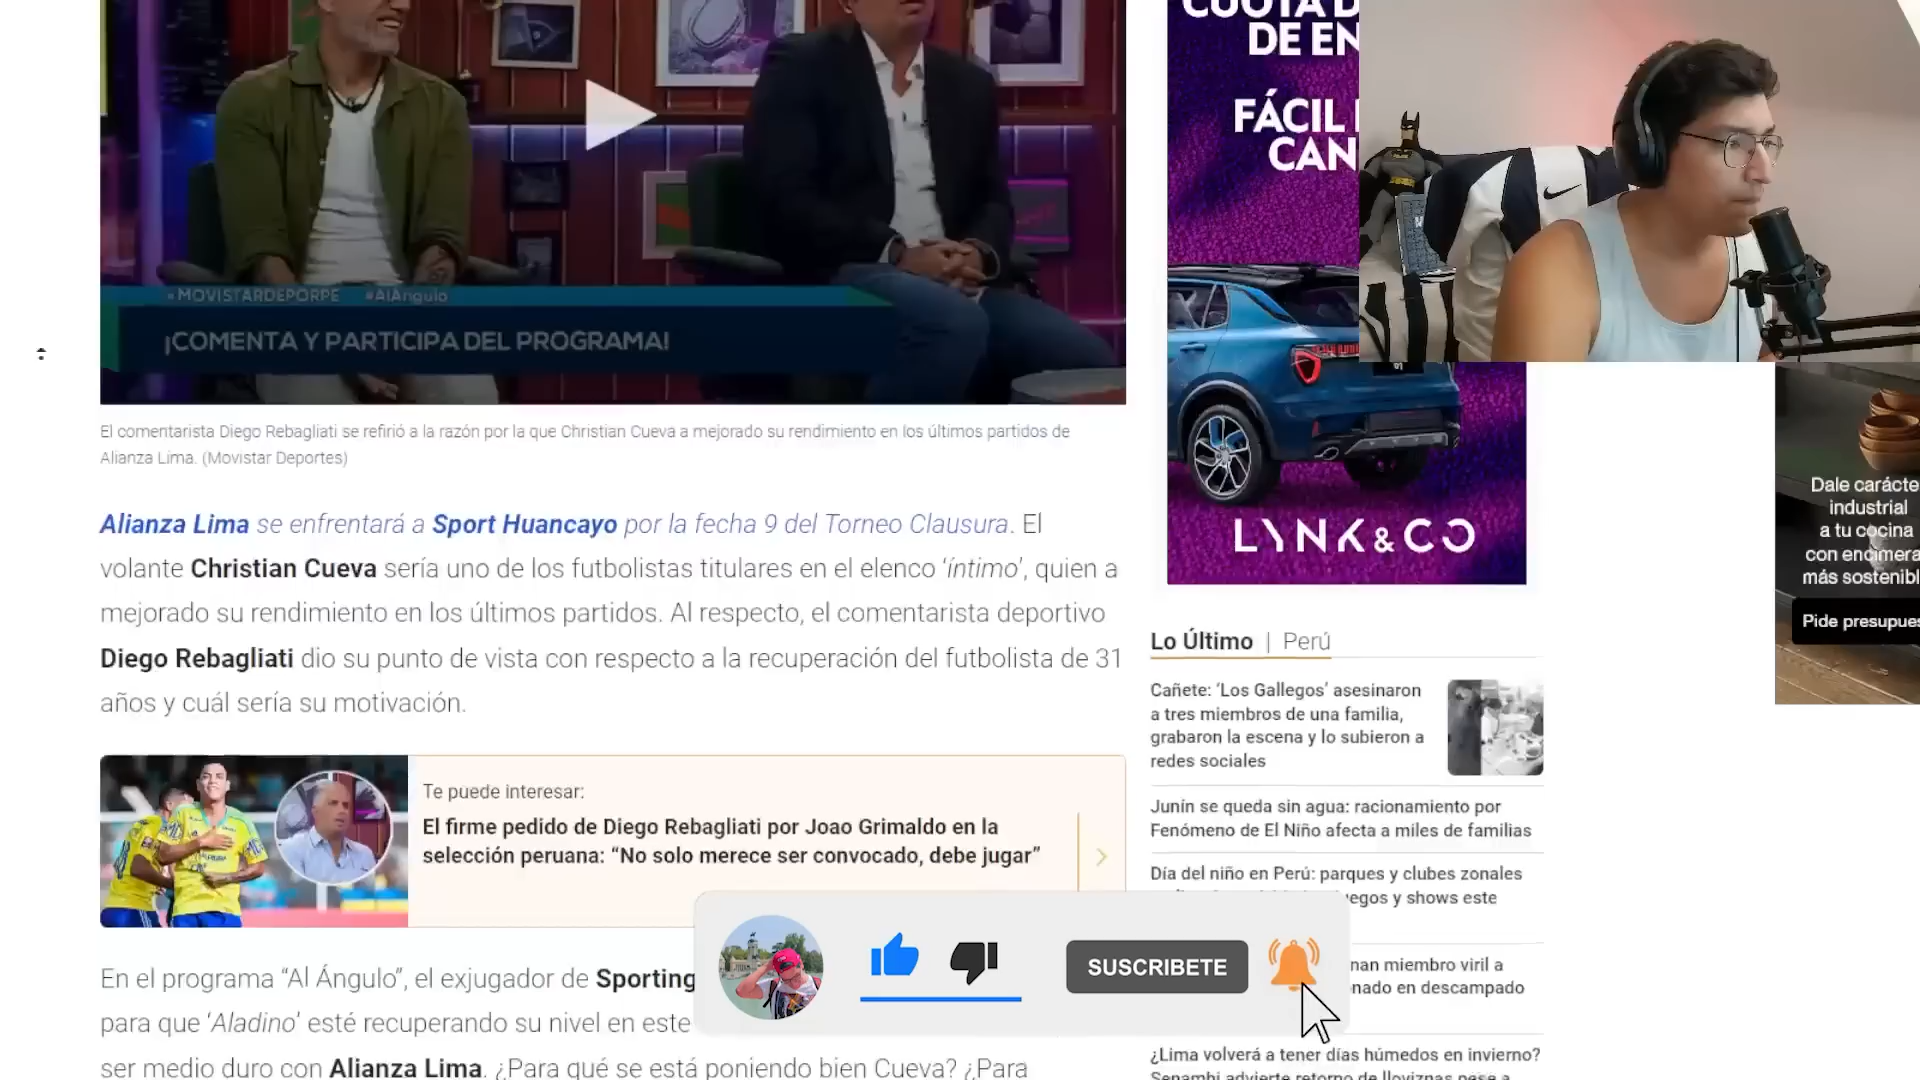 CUOTA D
DE EN
FÁCIL
CAN
#MOVISTARDEPORPE #AlÁngulo
¡COMENTA Y PARTICIPA DEL PROGRAMA!
El comentarista Diego Rebagliati se refirió a la razón por la que Christian Cueva a mejorado su rendimiento en los últimos partidos de
Alianza Lima. (Movistar Deportes)
Alianza Lima se enfrentará a Sport Huancayo por la fecha 9 del Torneo Clausura. El
volante Christian Cueva sería uno de los futbolistas titulares en el elenco ‘íntimo’, quien a
mejorado su rendimiento en los últimos partidos. Al respecto, el comentarista deportivo
Diego Rebagliati dio su punto de vista con respecto a la recuperación del futbolista de 31
años y cuál sería su motivación.
Te puede interesar:
El firme pedido de Diego Rebagliati por Joao Grimaldo en la
selección peruana: “No solo merece ser convocado, debe jugar”
En el programa “Al Ángulo”, el exjugador de Sporting
para que ‘Aladino’ esté recuperando su nivel en este
ser medio duro con Alianza Lima. ¿Para qué se está poniendo bien Cueva? ¿Para
SUSCRIBETE
LYNK & CO
Lo Último | Perú
Cañete: ‘Los Gallegos’ asesinaron
a tres miembros de una familia,
grabaron la escena y lo subieron a
redes sociales
Junín se queda sin agua: racionamiento por
Fenómeno de El Niño afecta a miles de familias
Día del niño en Perú: parques y clubes zonales
egos y shows este
nan miembro viril a
nado en descampado
¿Lima volverá a tener días húmedos en invierno?
Senamhi advierte retorno de lloviznas pese a
Dale carácte
industrial
a tu cocina
con encimera
más sostenibl
Pide presupues